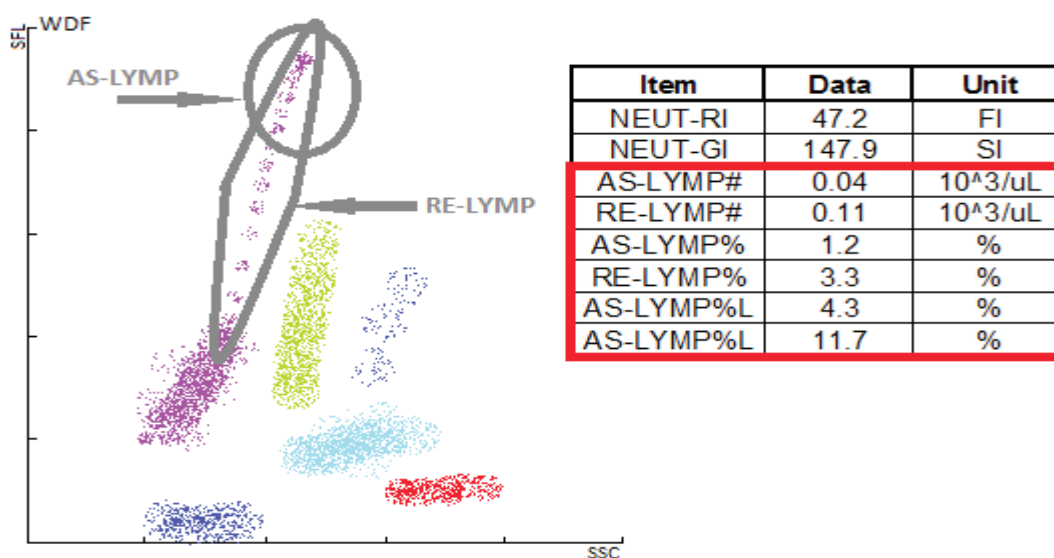 WDF
SFL
AS-LYMP
RE-LYMP
SSC
Item Data Unit
NEUT-RI 47.2 FI
NEUT-GI 147.9 SI
AS-LYMP# 0.04 10^3/uL
RE-LYMP# 0.11 10^3/uL
AS-LYMP% 1.2 %
RE-LYMP% 3.3 %
AS-LYMP%L 4.3 %
AS-LYMP%L 11.7 %